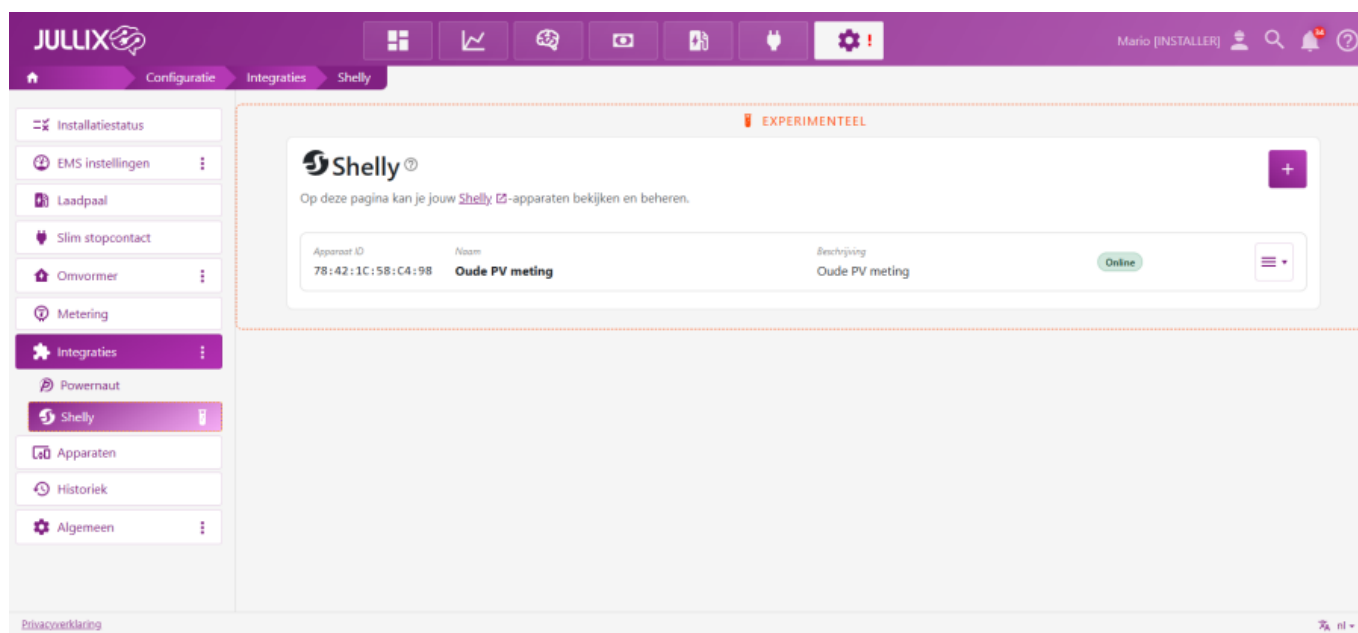 JULLIX
!
Mario [INSTALLER]
Configuratie
Integraties
Shelly
Installatiestatus
EMS instellingen
Laadpaal
Slim stopcontact
Omvormer
Metering
Integraties
Powernaut
Shelly
Apparaten
Historiek
Algemeen
EXPERIMENTEEL
Shelly
+
Op deze pagina kan je jouw Shelly -apparaten bekijken en beheren.
Apparaat ID Naam Beschrijving
78:42:1C:58:C4:98 Oude PV meting Oude PV meting Online
Privacyverklaring
nl